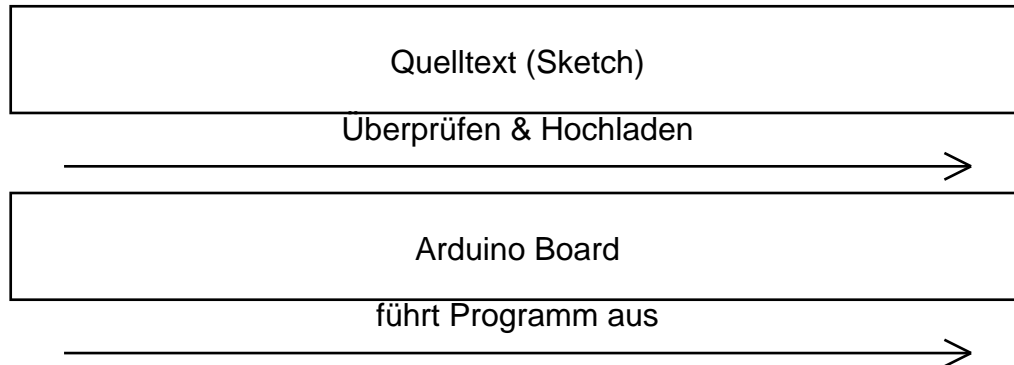 Quelltext (Sketch)
Überprüfen & Hochladen
Arduino Board
führt Programm aus